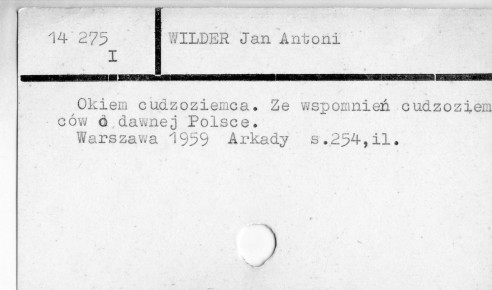 14 275 WILDER Jan Antoni
I
Okiem cudzoziemca. Ze wspomnień cudzoziem
ców o dawnej Polsce.
Warszawa 1959 Arkady s.254,il.